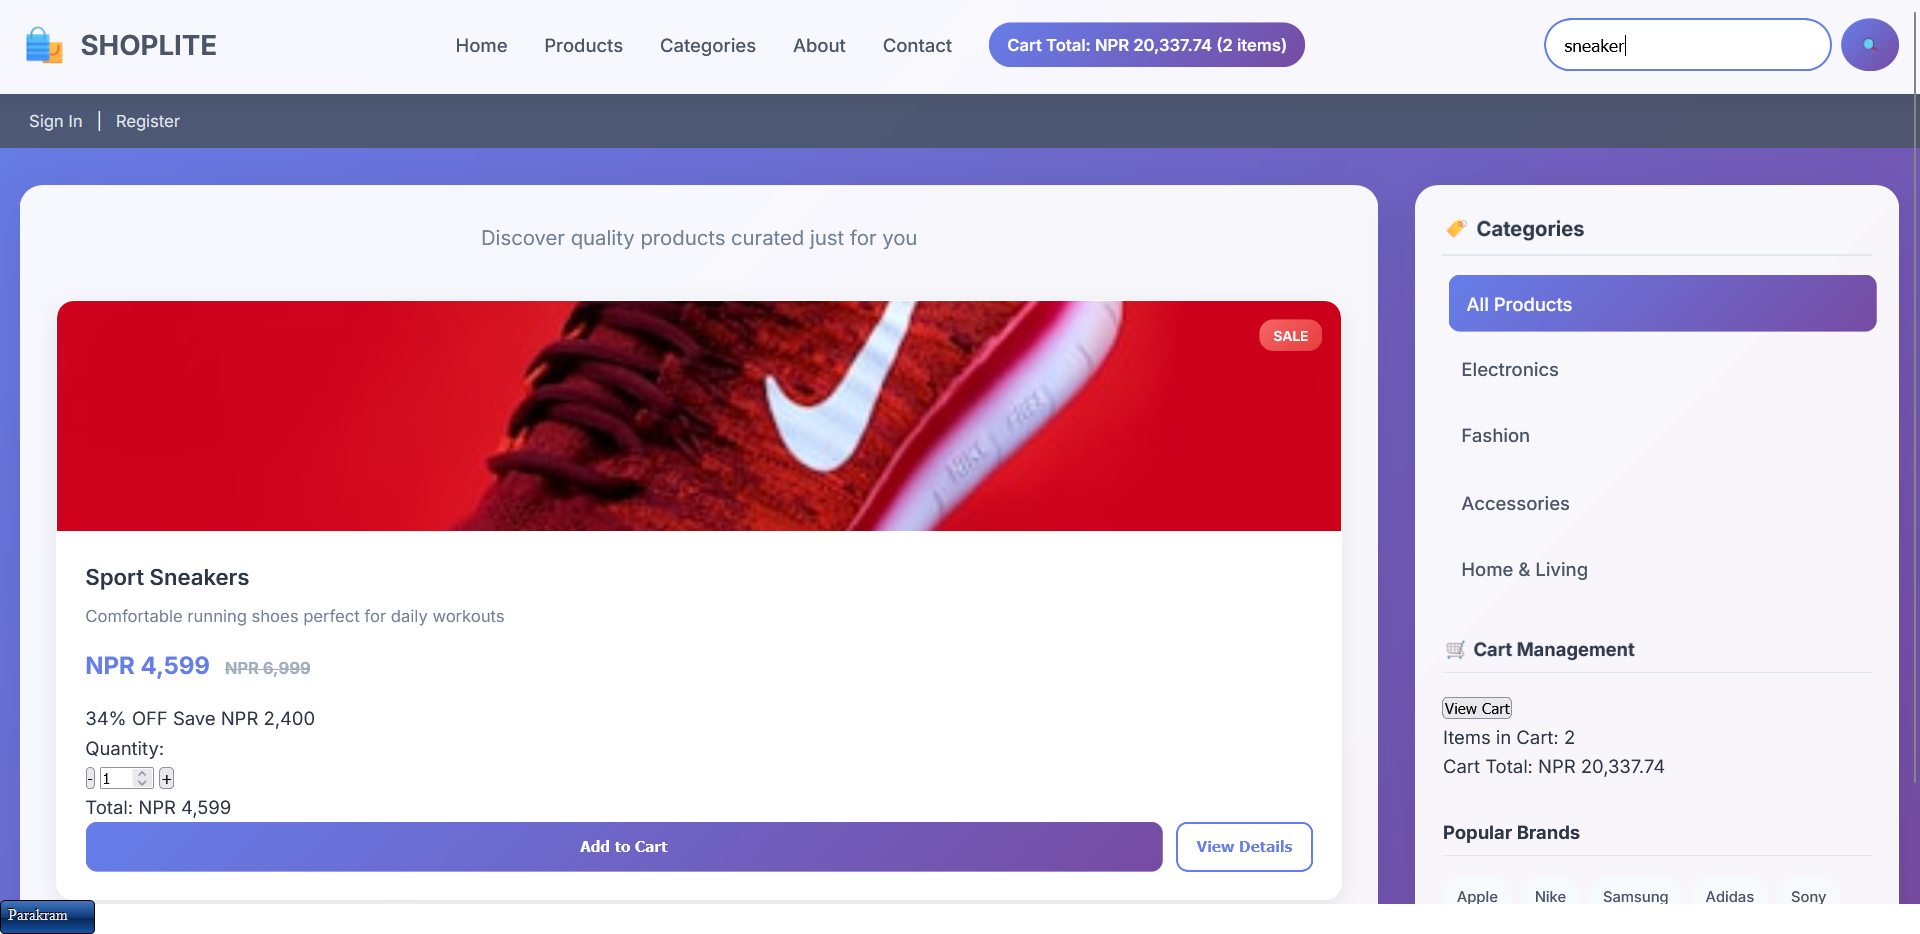 SHOPLITE
Home Products Categories About Contact Cart Total: NPR 20,337.74 (2 items)
sneaker
Sign In | Register
Discover quality products curated just for you
SALE
Sport Sneakers
Comfortable running shoes perfect for daily workouts
NPR 4,599 NPR 6,999
34% OFF Save NPR 2,400
Quantity:
- 1 +
Total: NPR 4,599
Add to Cart View Details
Categories
All Products
Electronics
Fashion
Accessories
Home & Living
Cart Management
View Cart
Items in Cart: 2
Cart Total: NPR 20,337.74
Popular Brands
Apple Nike Samsung Adidas Sony
Parakram